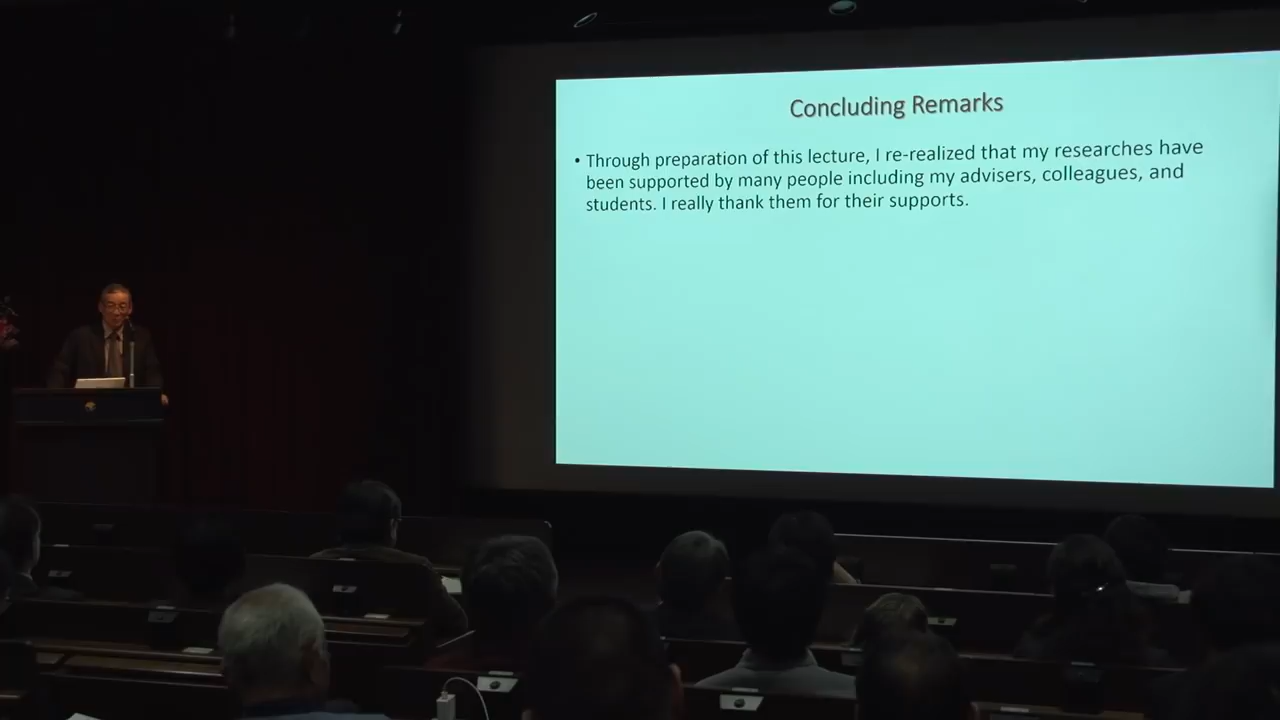 Concluding Remarks
• Through preparation of this lecture, I re-realized that my researches have
been supported by many people including my advisers, colleagues, and
students. I really thank them for their supports.